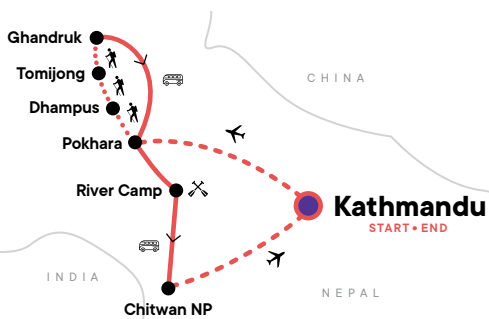 Ghandruk
Tomijong
CHINA
Dhampus
Pokhara
River Camp
Kathmandu
START • END
INDIA
NEPAL
Chitwan NP